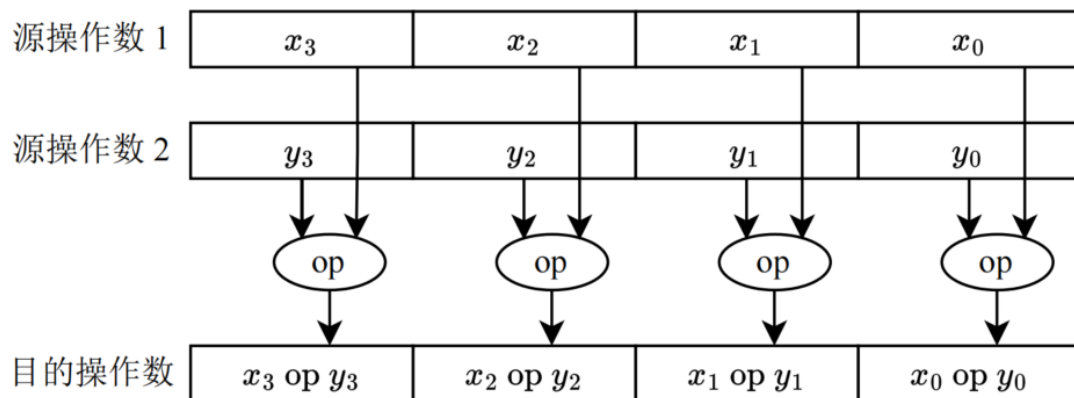 源操作数 1 x₃ x₂ x₁ x₀
源操作数 2 y₃ y₂ y₁ y₀
op op op op
目的操作数 x₃ op y₃ x₂ op y₂ x₁ op y₁ x₀ op y₀